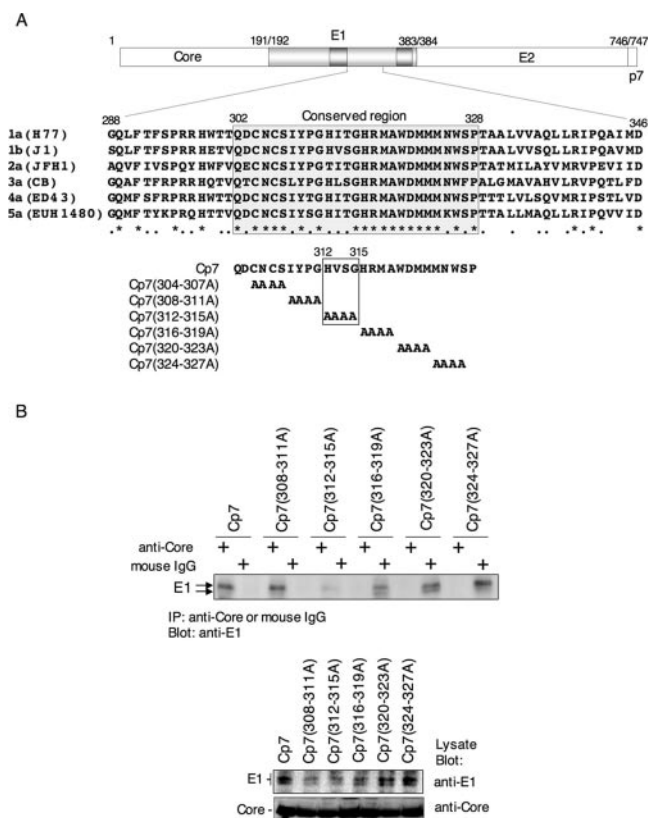 A
E1
1 191/192 383/384 746/747
Core E2
p7
288 302 Conserved region 328 346
1a(H77) GQLFTFSPRRHWTTQDCNCSIYPGHITGHRMAWDMMMNWSPTAALVVAQLLRIPQAIMD
1b(J1) SQLFTFSPRRHETVQDCNCSIYPGHVSGHRMAWDMMMNWSPTTALVVSQLLRIPQAVVD
2a(JFH1) AQVFIVSPQYHWFVQECNCSIYPGTITGHRMAWDMMMNWSPTATMILAYVMRVPEVIID
3a(CB) GQAFTFRPRRHQTVQTCNCSLYPGHLSGHRMAWDMMMNWFPALGMAVAHVLRVPQTLFD
4a(ED43) GQMFTFRPRRHWTTQECNCSIYTGHITGHRMAWDMMMNWSPTTTLVLSQVMRIPSTLVD
5a(EUH1480) GQMFTYKPRQHTTVQDCNCSIYSGHITGHRMAWDMMMKWSPTTALLMAQLLRIPQVVID
312 315
Cp7 QDCNCSIYPGHVSGHRMAWDMMMNWSP
Cp7(304-307A) AAAA
Cp7(308-311A) AAAA
Cp7(312-315A) AAAA
Cp7(316-319A) AAAA
Cp7(320-323A) AAAA
Cp7(324-327A) AAAA
B
Cp7 Cp7(308-311A) Cp7(312-315A) Cp7(316-319A) Cp7(320-323A) Cp7(324-327A)
anti-Core + + + + + +
mouse IgG + + + + + +
E1
IP: anti-Core or mouse IgG
Blot: anti-E1
Cp7 Cp7(308-311A) Cp7(312-315A) Cp7(316-319A) Cp7(320-323A) Cp7(324-327A)
Lysate
Blot:
E1 anti-E1
Core - anti-Core